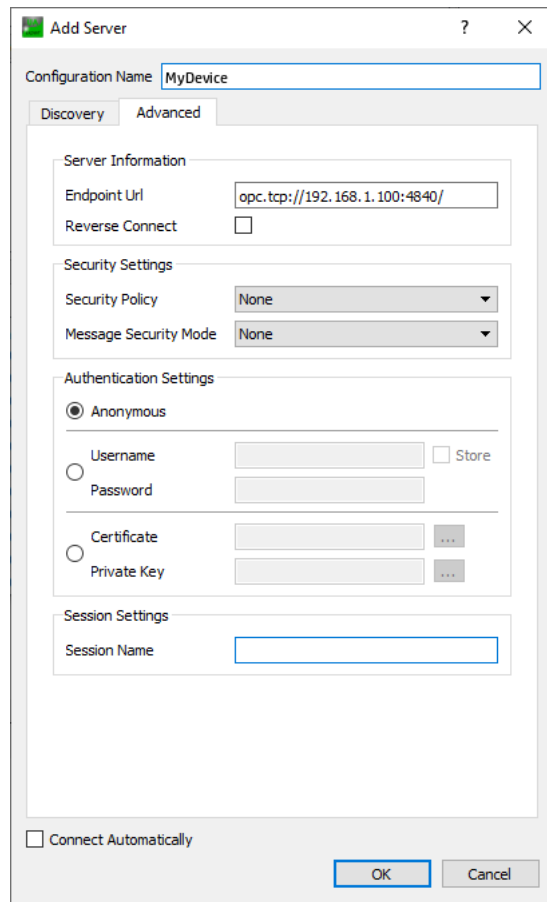 Add Server
?
Configuration Name MyDevice
Discovery Advanced
Server Information
Endpoint Url opc.tcp://192.168.1.100:4840/
Reverse Connect
Security Settings
Security Policy None
Message Security Mode None
Authentication Settings
Anonymous
Username Store
Password
Certificate ...
Private Key ...
Session Settings
Session Name
Connect Automatically
OK Cancel